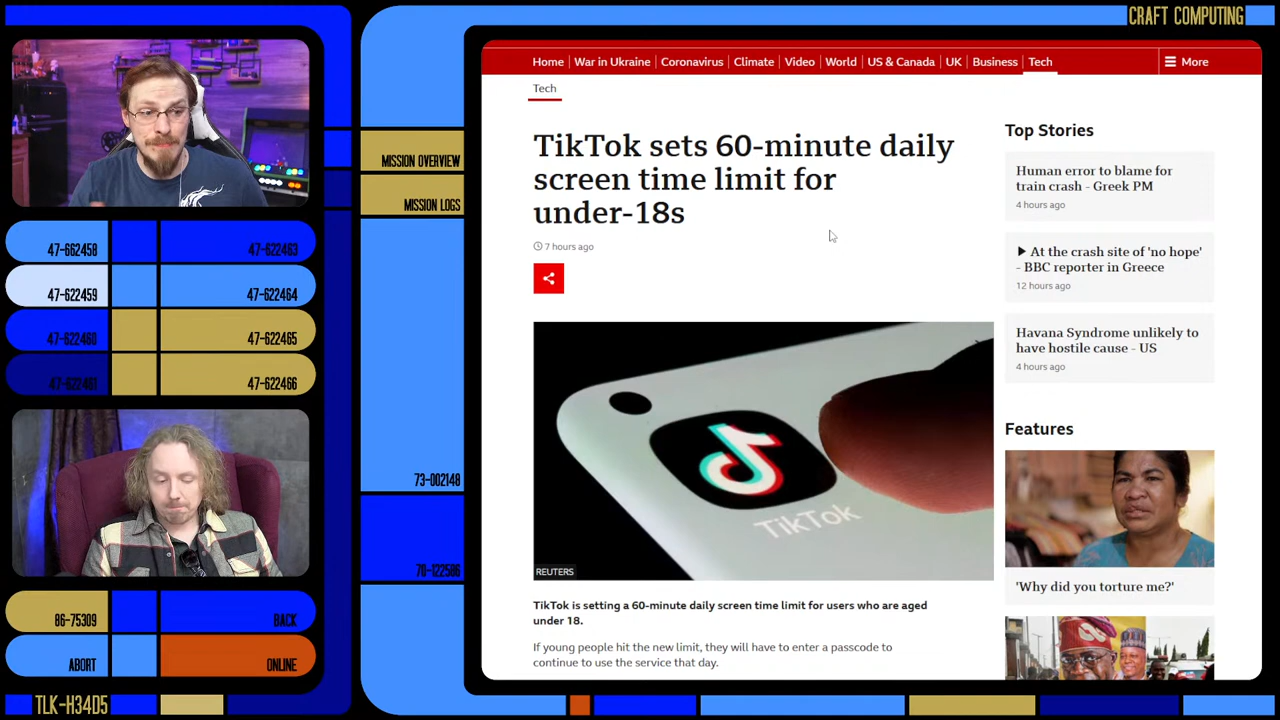 CRAFT COMPUTING
47-662458
47-622463
47-622459
47-622464
47-622460
47-622465
47-622461
47-622466
86-75309
BACK
ABORT
ONLINE
TLK-H34D5
MISSION OVERVIEW
MISSION LOGS
73-002148
70-122506
Home
War in Ukraine
Coronavirus
Climate
Video
World
US & Canada
UK
Business
Tech
More
Tech
TikTok sets 60-minute daily
screen time limit for
under-18s
7 hours ago
TikTok
REUTERS
TikTok is setting a 60-minute daily screen time limit for users who are aged
under 18.
If young people hit the new limit, they will have to enter a passcode to
continue to use the service that day.
Top Stories
Human error to blame for
train crash - Greek PM
4 hours ago
At the crash site of 'no hope'
- BBC reporter in Greece
12 hours ago
Havana Syndrome unlikely to
have hostile cause - US
4 hours ago
Features
'Why did you torture me?'